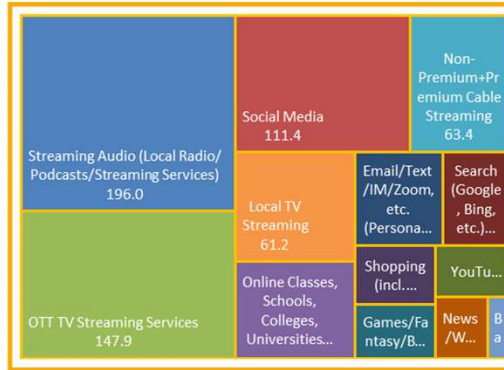 Streaming Audio (Local Radio/
Podcasts/Streaming Services)
196.0
OTT TV Streaming Services
147.9
Social Media
111.4
Non-
Premium+Pr
emium Cable
Streaming
63.4
Local TV
Streaming
61.2
Online Classes,
Schools,
Colleges,
Universities...
Email/Text
/IM/Zoom,
etc.
(Persona...
Search
(Google
, Bing,
etc.)...
Shopping
(incl....
YouTu...
Games/Fa
ntasy/B...
News
/W...
B
a